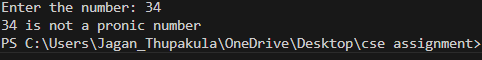 Enter the number: 34
34 is not a pronic number
PS C:\Users\Jagan_Thupakula\OneDrive\Desktop\cse assignment>